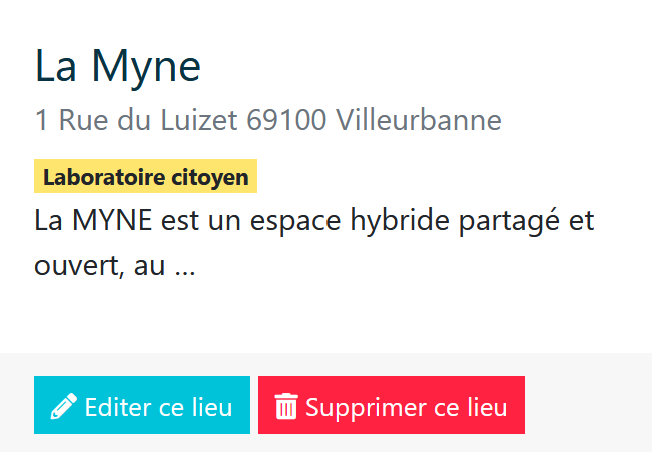 La Myne
1 Rue du Luizet 69100 Villeurbanne
Laboratoire citoyen
La MYNE est un espace hybride partagé et
ouvert, au ...
Editer ce lieu
Supprimer ce lieu